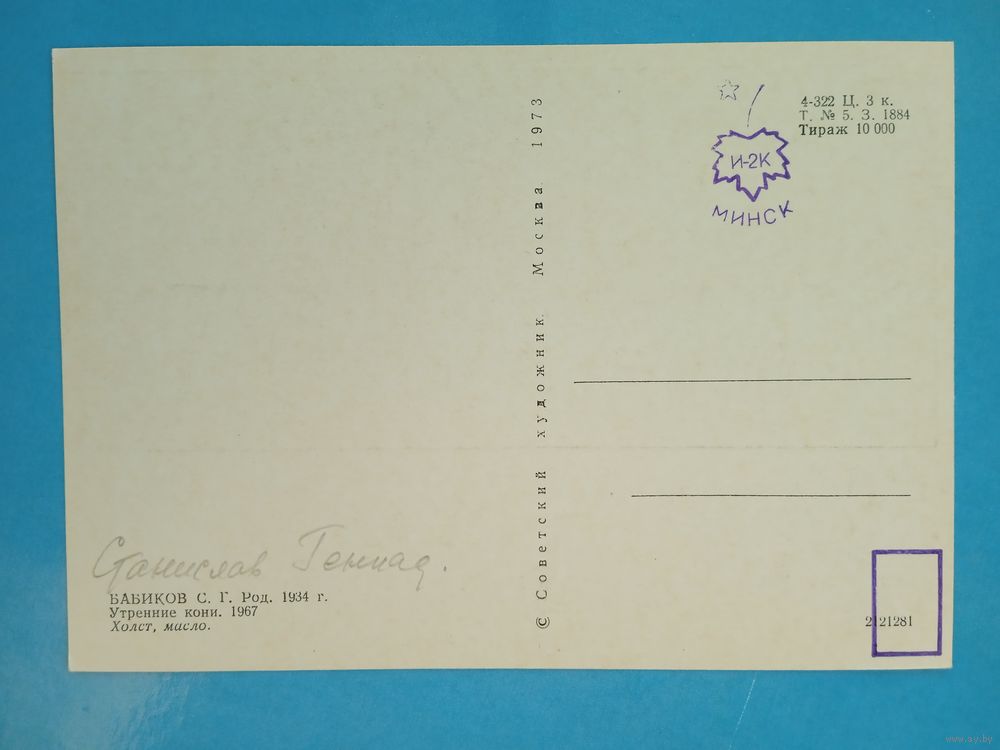 4-322 Ц. 3 к.
Т. № 5. З. 1884
Тираж 10 000
И-2К
МИНСК
© Советский художник. Москва 1973
Станислав Геннад.
БАБИКОВ С. Г. Род. 1934 г.
Утренние кони. 1967
Холст, масло.
2121281
www.ay.by